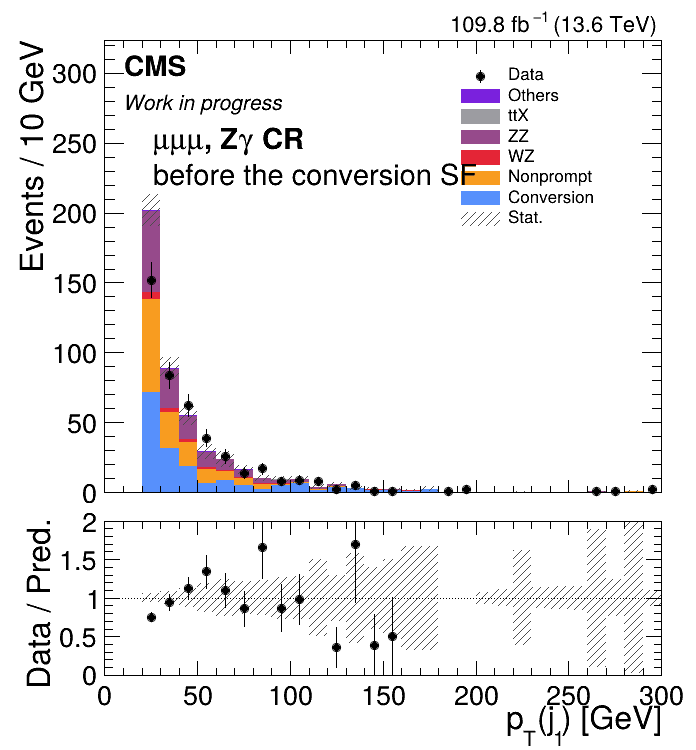 109.8 fb⁻¹ (13.6 TeV)
CMS
Work in progress
μμμ, Zγ CR
before the conversion SF
Data
Others
ttX
ZZ
WZ
Nonprompt
Conversion
Stat.
Events / 10 GeV
300
250
200
150
100
50
0
Data / Pred.
2
1.5
1
0.5
0
0 50 100 150 200 250 300
p_T(j_1) [GeV]